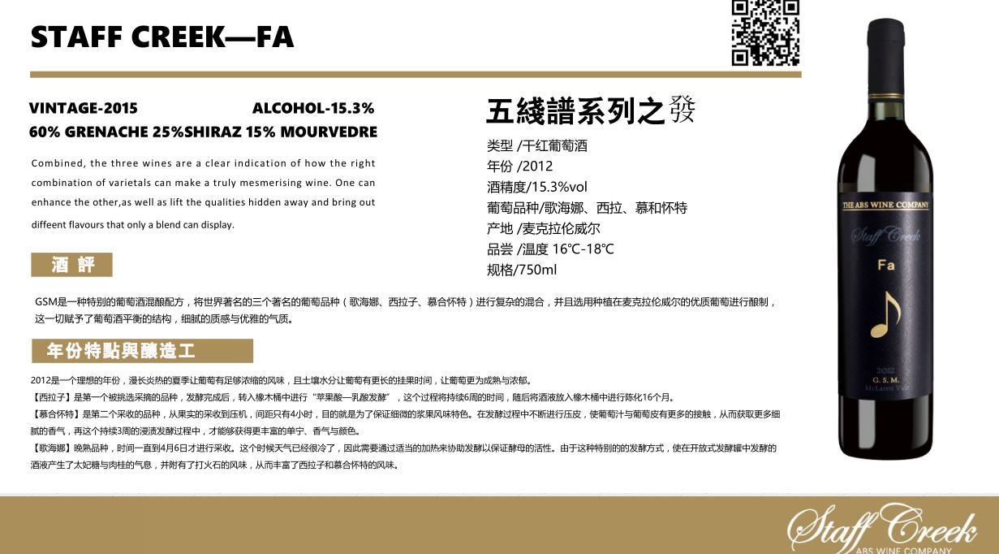 STAFF CREEK—FA
VINTAGE-2015 ALCOHOL-15.3%
60% GRENACHE 25%SHIRAZ 15% MOURVEDRE
Combined, the three wines are a clear indication of how the right
combination of varietals can make a truly mesmerising wine. One can
enhance the other,as well as lift the qualities hidden away and bring out
diffeent flavours that only a blend can display.
五綫譜系列之發
类型 /干红葡萄酒
年份 /2012
酒精度/15.3%vol
葡萄品种/歌海娜、西拉、慕和怀特
产地 /麦克拉伦威尔
品尝 /温度 16℃-18℃
规格/750ml
酒 評
GSM是一种特别的葡萄酒混酿配方，将世界著名的三个著名的葡萄品种（歌海娜、西拉子、慕合怀特）进行复杂的混合，并且选用种植在麦克拉伦威尔的优质葡萄进行酿制，
这一切赋予了葡萄酒平衡的结构，细腻的质感与优雅的气质。
年份特點與釀造工
2012是一个理想的年份，漫长炎热的夏季让葡萄有足够浓缩的风味，且土壤水分让葡萄有更长的挂果时间，让葡萄更为成熟与浓郁。
【西拉子】是第一个被挑选采摘的品种，发酵完成后，转入橡木桶中进行“苹果酸—乳酸发酵”，这个过程将持续6周的时间，随后将酒液放入橡木桶中进行陈化16个月。
【慕合怀特】是第二个采收的品种，从果实的采收到压机，间距只有4小时，目的就是为了保证细微的浆果风味特色。在发酵过程中不断进行压皮，使葡萄汁与葡萄皮有更多的接触，从而获取更多细
腻的香气，再这个持续3周的浸渍发酵过程中，才能够获得更丰富的单宁、香气与颜色。
【歌海娜】晚熟品种，时间一直到4月6日才进行采收。这个时候天气已经很冷了，因此需要通过适当的加热来协助发酵以保证酵母的活性。由于这种特别的的发酵方式，使在开放式发酵罐中发酵的
酒液产生了太妃糖与肉桂的气息，并附有了打火石的风味，从而丰富了西拉子和慕合怀特的风味。
THE ABS WINE COMPANY
Staff Creek
Fa
2012
G. S. M.
McLaren Vale
Staff Creek
ABS WINE COMPANY